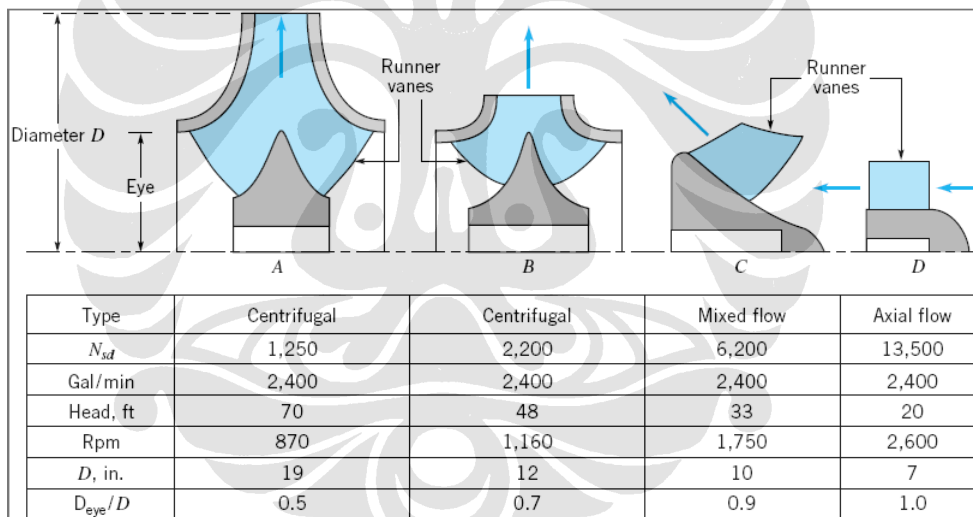 Runner
vanes
Runner
vanes
Diameter D
Eye
A B C D
Type Centrifugal Centrifugal Mixed flow Axial flow
Nsd 1,250 2,200 6,200 13,500
Gal/min 2,400 2,400 2,400 2,400
Head, ft 70 48 33 20
Rpm 870 1,160 1,750 2,600
D, in. 19 12 10 7
Deye/D 0.5 0.7 0.9 1.0